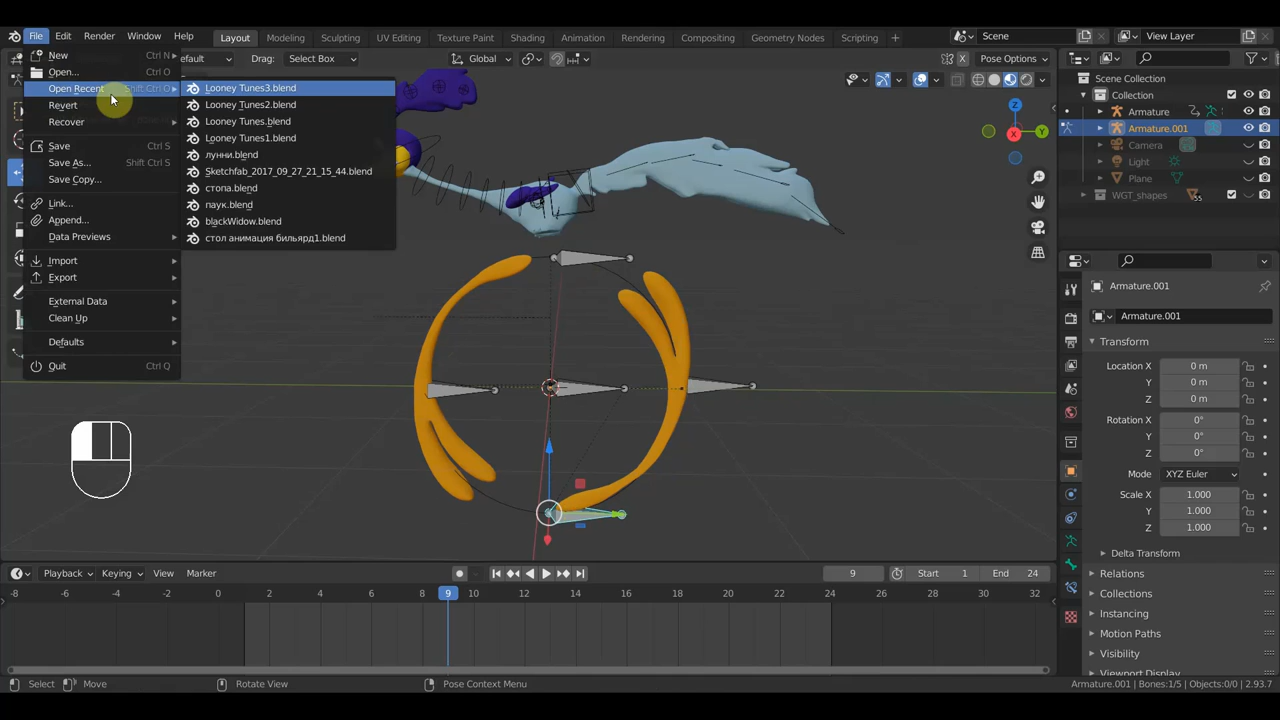 File Edit Render Window Help
Layout Modeling Sculpting UV Editing Texture Paint Shading Animation Rendering Compositing Geometry Nodes Scripting
Scene
View Layer
efault Drag: Select Box
Global
Pose Options
New Ctrl N
Open... Ctrl O
Open Recent Shift Ctrl O
Revert
Recover
Save Ctrl S
Save As... Shift Ctrl S
Save Copy...
Link...
Append...
Data Previews
Import
Export
External Data
Clean Up
Defaults
Quit Ctrl Q
Looney Tunes3.blend
Looney Tunes2.blend
Looney Tunes.blend
Looney Tunes1.blend
лунни.blend
Sketchfab_2017_09_27_21_15_44.blend
стопа.blend
паук.blend
blackWidow.blend
стол анимация бильярд1.blend
Z
Y
X
Scene Collection
Collection
Armature
Armature.001
Camera
Light
Plane
WGT_shapes 55
Armature.001
Armature.001
Transform
Location X 0 m
Y 0 m
Z 0 m
Rotation X 0°
Y 0°
Z 0°
Mode XYZ Euler
Scale X 1.000
Y 1.000
Z 1.000
Delta Transform
Relations
Collections
Instancing
Motion Paths
Visibility
Viewport Display
Playback Keying View Marker
9 Start 1 End 24
-8 -6 -4 -2 0 2 4 6 8 9 10 12 14 16 18 20 22 24 26 28 30 32
Select Move Rotate View Pose Context Menu Armature.001 | Bones:1/5 | Objects:0/0 | 2.93.7